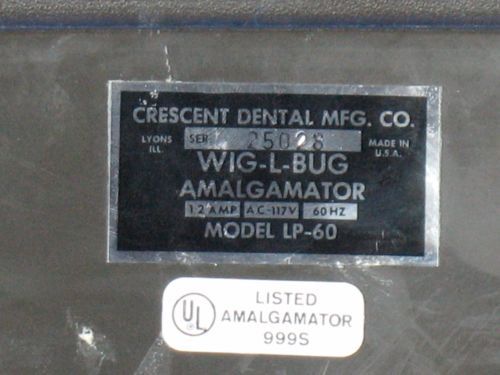 CRESCENT DENTAL MFG. CO.
LYONS ILL. SER. 25028 MADE IN U.S.A.
WIG-L-BUG
AMALGAMATOR
1.2 AMP AC-117V 60 HZ
MODEL LP-60
UL LISTED
AMALGAMATOR
999S